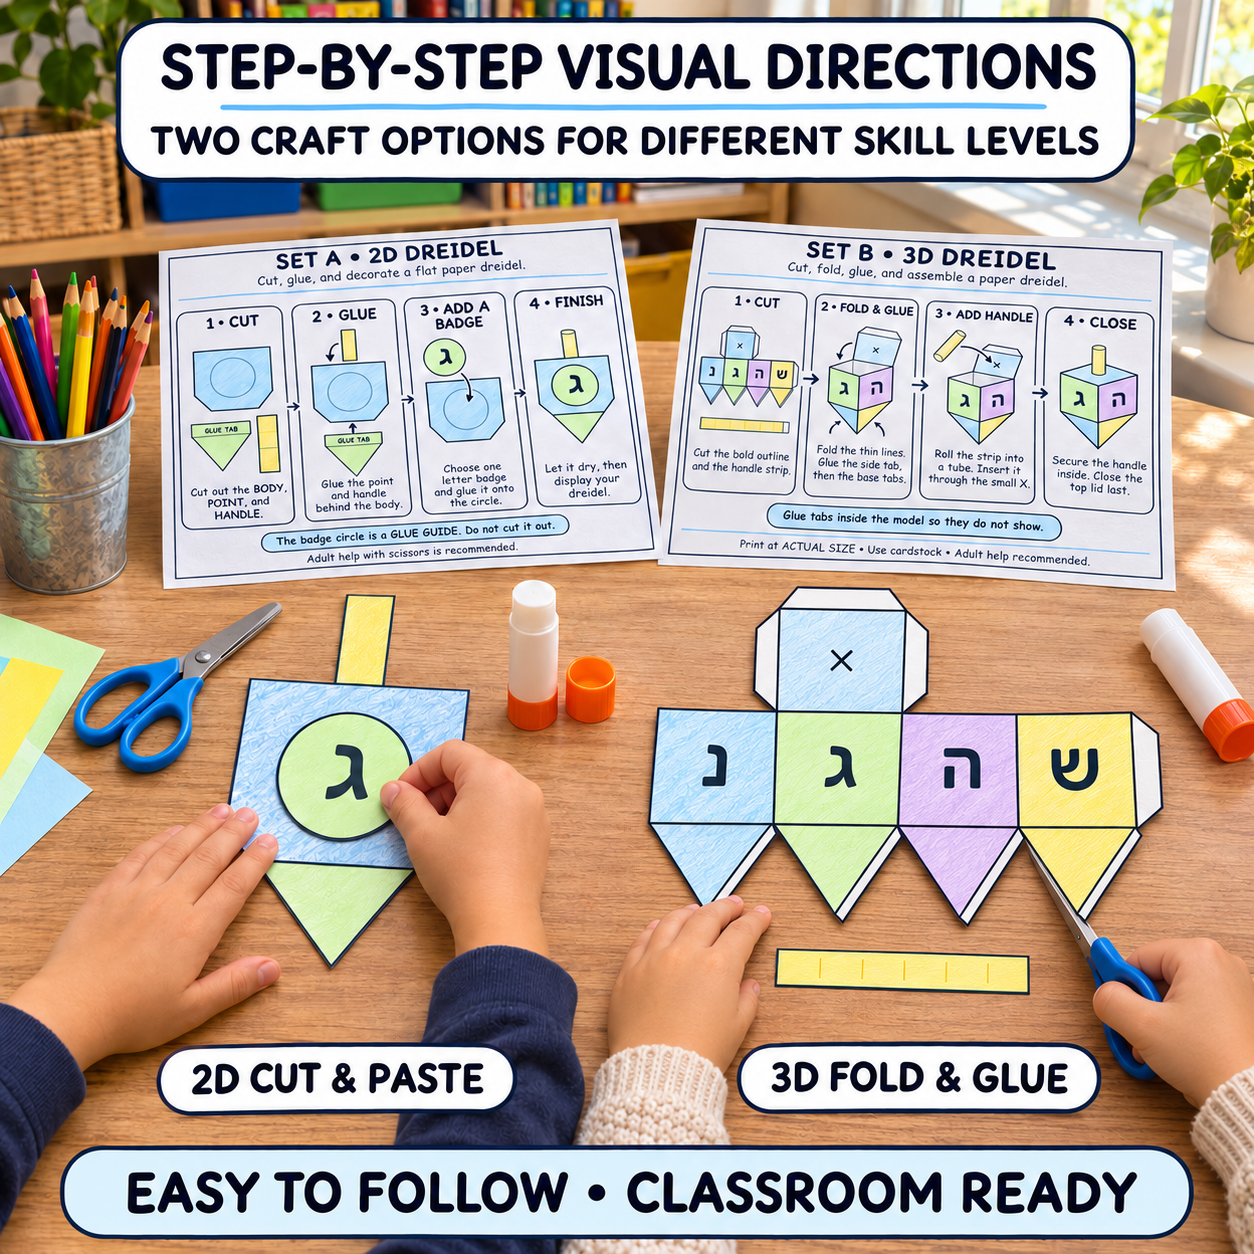 STEP-BY-STEP VISUAL DIRECTIONS
TWO CRAFT OPTIONS FOR DIFFERENT SKILL LEVELS
SET A • 2D DREIDEL
Cut, glue, and decorate a flat paper dreidel.
1 • CUT
GLUE TAB
Cut out the BODY,
POINT, and
HANDLE.
2 • GLUE
GLUE TAB
Glue the point
and handle
behind the body.
3 • ADD A
BADGE
ג
Choose one
letter badge
and glue it onto
the circle.
4 • FINISH
ג
Let it dry, then
display your
dreidel.
The badge circle is a GLUE GUIDE. Do not cut it out.
Adult help with scissors is recommended.
SET B • 3D DREIDEL
Cut, fold, glue, and assemble a paper dreidel.
1 • CUT
×
נ ג ה ש
Cut the bold outline
and the handle strip.
2 • FOLD & GLUE
×
ג ה
Fold the thin lines.
Glue the side tab,
then the base tabs.
3 • ADD HANDLE
×
ג ה
Roll the strip into
a tube. Insert it
through the small X.
4 • CLOSE
ג ה
Secure the handle
inside. Close the
top lid last.
Glue tabs inside the model so they do not show.
Print at ACTUAL SIZE • Use cardstock • Adult help recommended.
ג
×
נ ג ה ש
2D CUT & PASTE
3D FOLD & GLUE
EASY TO FOLLOW • CLASSROOM READY